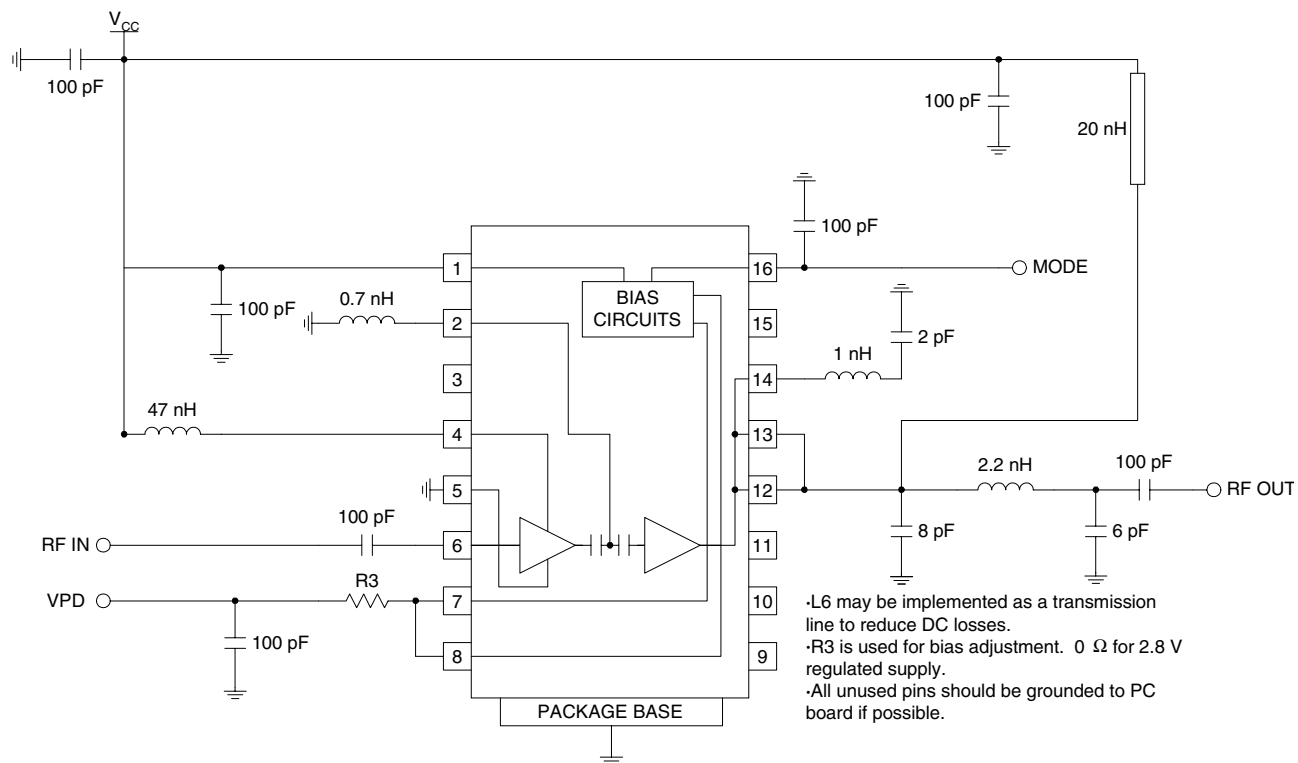 VCC
100 pF
100 pF
20 nH
100 pF
1
16
MODE
BIAS
CIRCUITS
100 pF
0.7 nH
2
15
2 pF
1 nH
3
14
47 nH
4
13
2.2 nH
100 pF
5
12
RF OUT
100 pF
8 pF
6 pF
RF IN
6
11
R3
VPD
7
10
100 pF
8
9
PACKAGE BASE
·L6 may be implemented as a transmission
line to reduce DC losses.
·R3 is used for bias adjustment. 0 Ω for 2.8 V
regulated supply.
·All unused pins should be grounded to PC
board if possible.